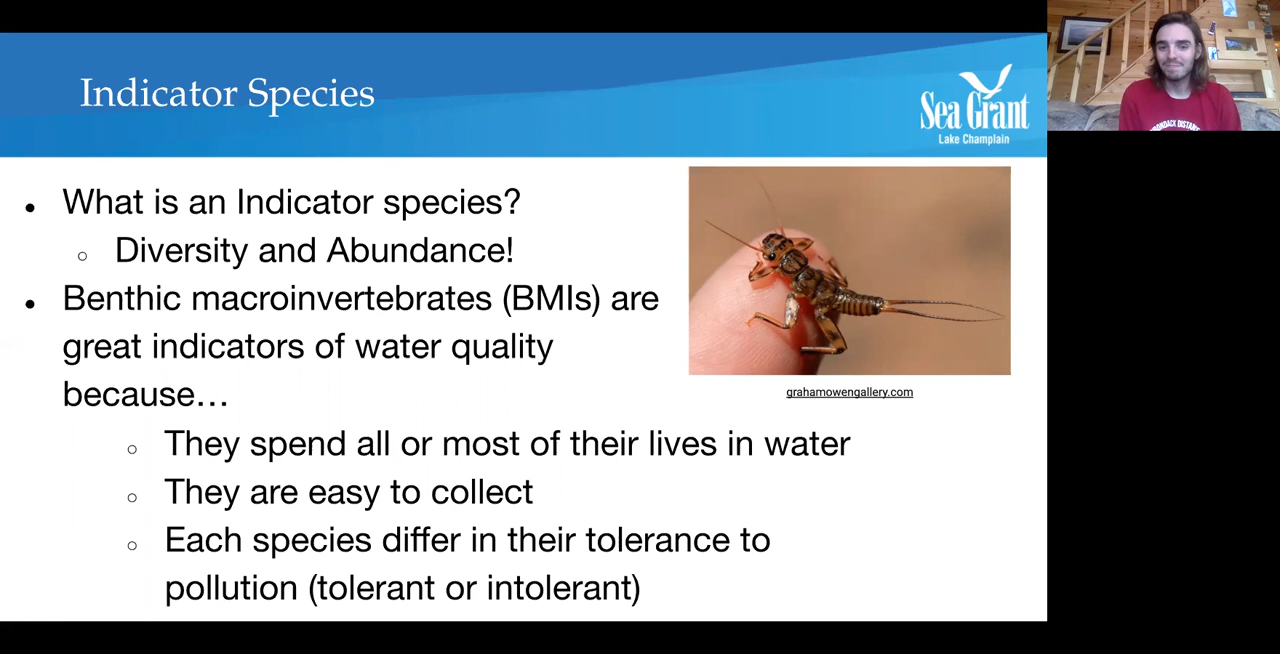 Indicator Species
Sea Grant
Lake Champlain
• What is an Indicator species?
○ Diversity and Abundance!
• Benthic macroinvertebrates (BMIs) are
great indicators of water quality
because…
○ They spend all or most of their lives in water
○ They are easy to collect
○ Each species differ in their tolerance to
pollution (tolerant or intolerant)
grahamowengallery.com